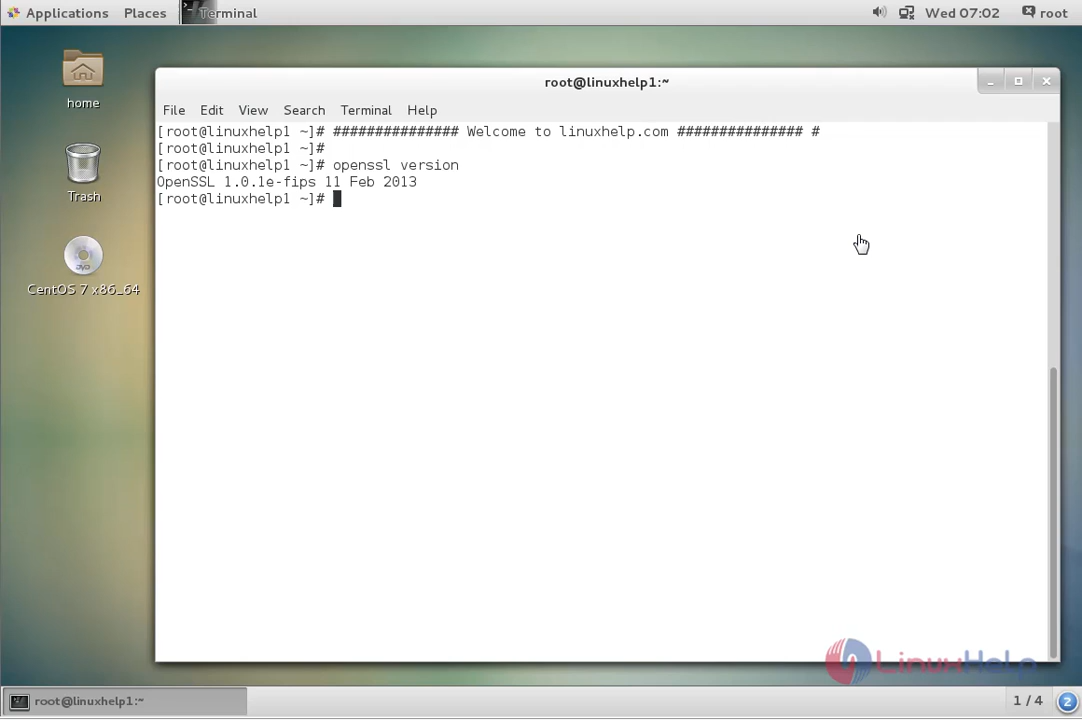 Applications Places Terminal Wed 07:02 root
home
Trash
CentOS 7 x86_64
root@linuxhelp1:~
File Edit View Search Terminal Help
[root@linuxhelp1 ~]# ############### Welcome to linuxhelp.com ############### #
[root@linuxhelp1 ~]#
[root@linuxhelp1 ~]# openssl version
OpenSSL 1.0.1e-fips 11 Feb 2013
[root@linuxhelp1 ~]#
LinuxHelp
root@linuxhelp1:~ 1 / 4 2